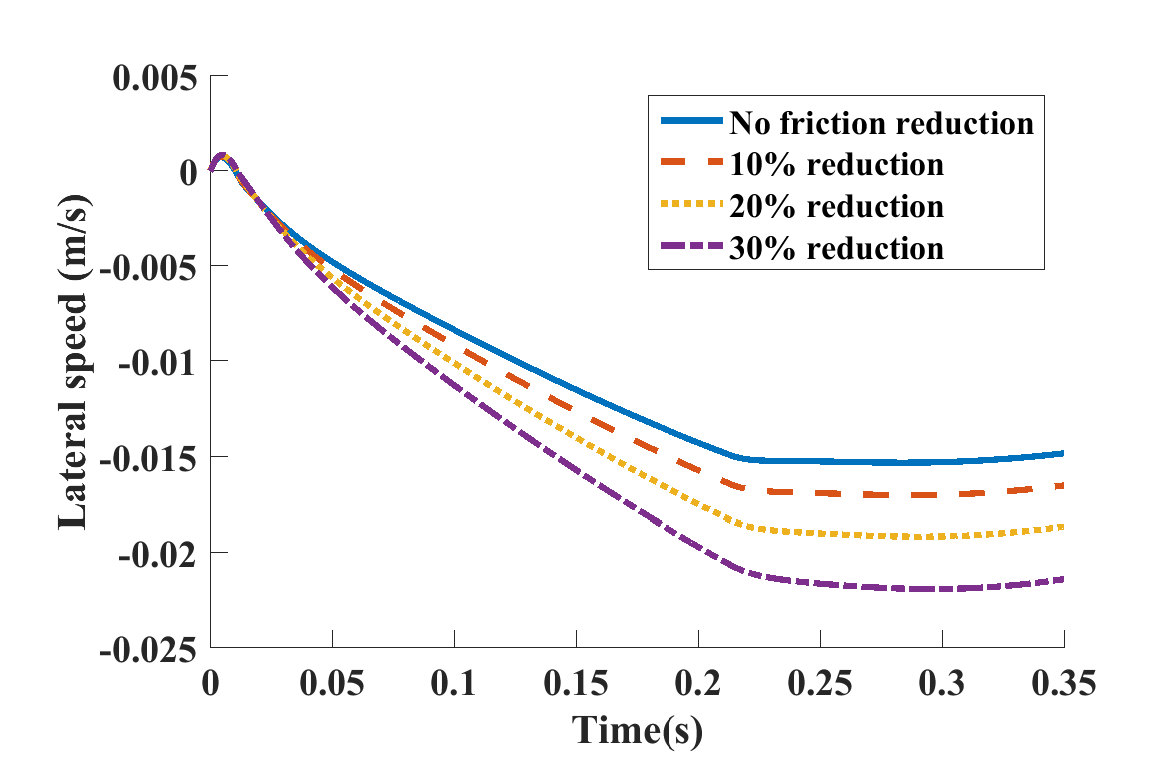 0.005
0
-0.005
-0.01
-0.015
-0.02
-0.025
Lateral speed (m/s)
No friction reduction
10% reduction
20% reduction
30% reduction
0 0.05 0.1 0.15 0.2 0.25 0.3 0.35
Time(s)